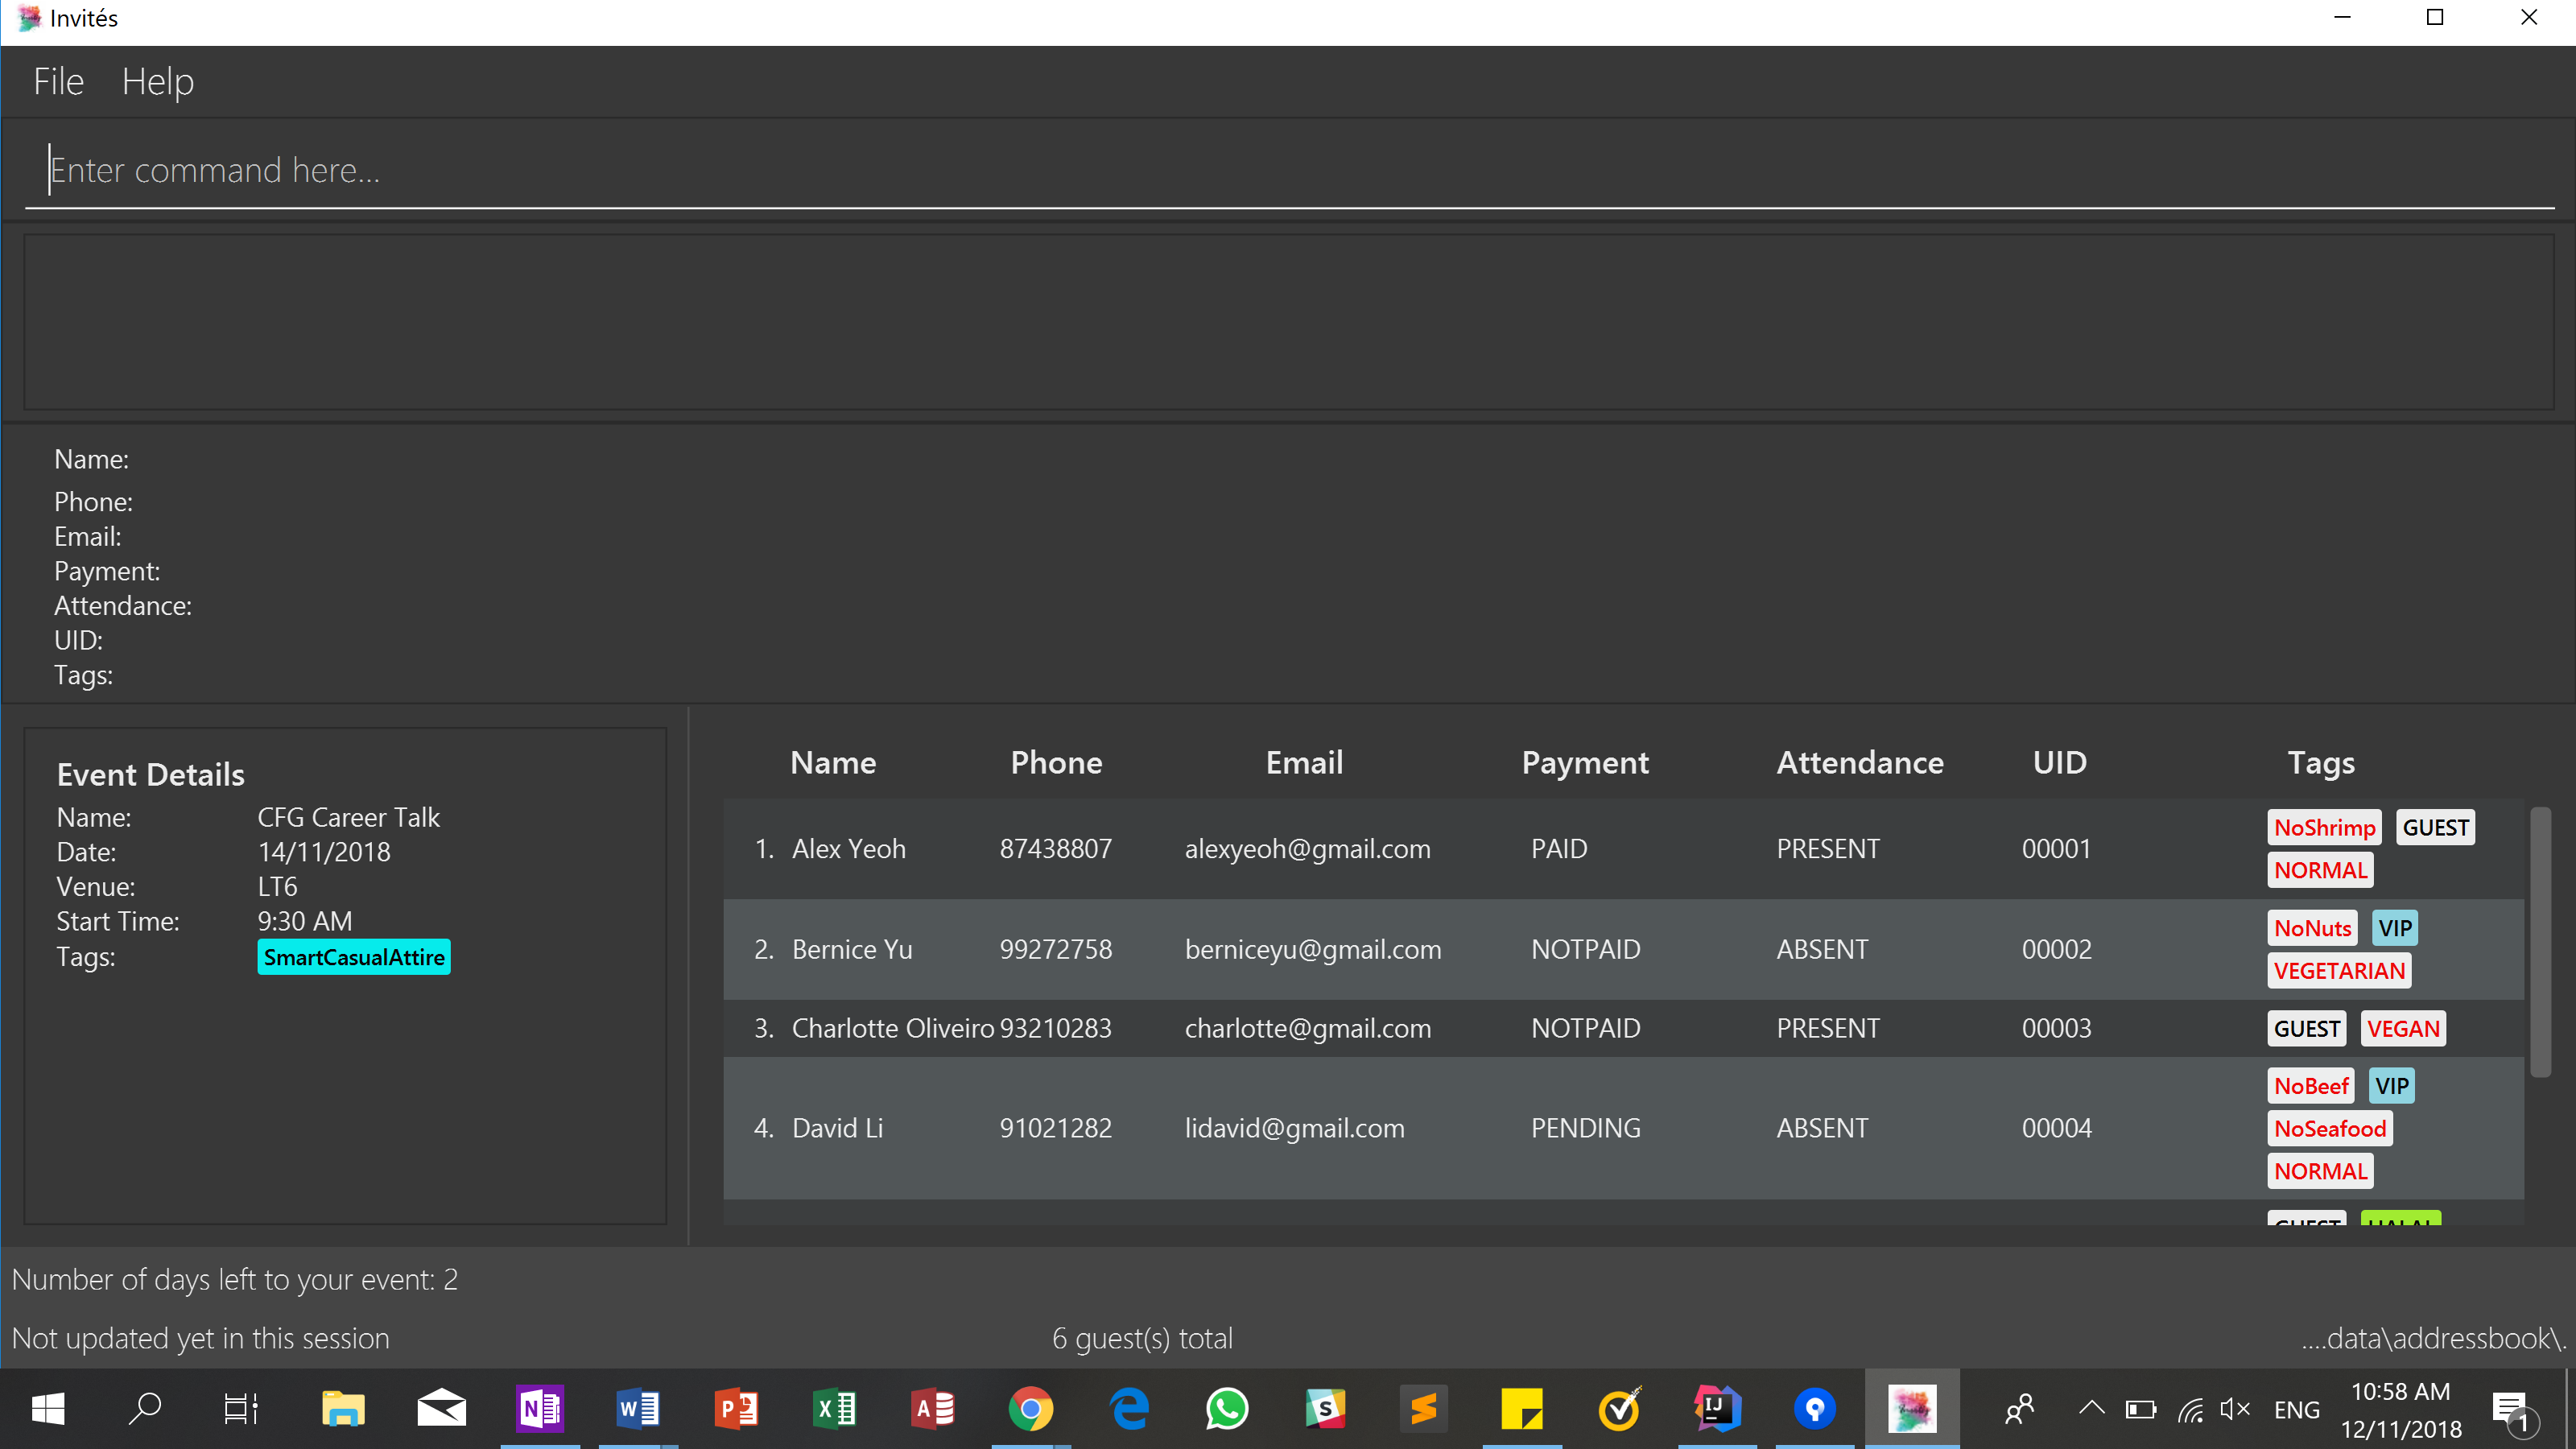 Invités
File Help
Enter command here...
Name:
Phone:
Email:
Payment:
Attendance:
UID:
Tags:
Event Details
Name: CFG Career Talk
Date: 14/11/2018
Venue: LT6
Start Time: 9:30 AM
Tags: SmartCasualAttire
Name Phone Email Payment Attendance UID Tags
1. Alex Yeoh 87438807 alexyeoh@gmail.com PAID PRESENT 00001 NoShrimp GUEST
NORMAL
2. Bernice Yu 99272758 berniceyu@gmail.com NOTPAID ABSENT 00002 NoNuts VIP
VEGETARIAN
3. Charlotte Oliveiro 93210283 charlotte@gmail.com NOTPAID PRESENT 00003 GUEST VEGAN
4. David Li 91021282 lidavid@gmail.com PENDING ABSENT 00004 NoBeef VIP
NoSeafood
NORMAL
GUEST HALAL
Number of days left to your event: 2
Not updated yet in this session 6 guest(s) total ....data\addressbook\.
N W P X A S IJ ENG 10:58 AM
12/11/2018 1